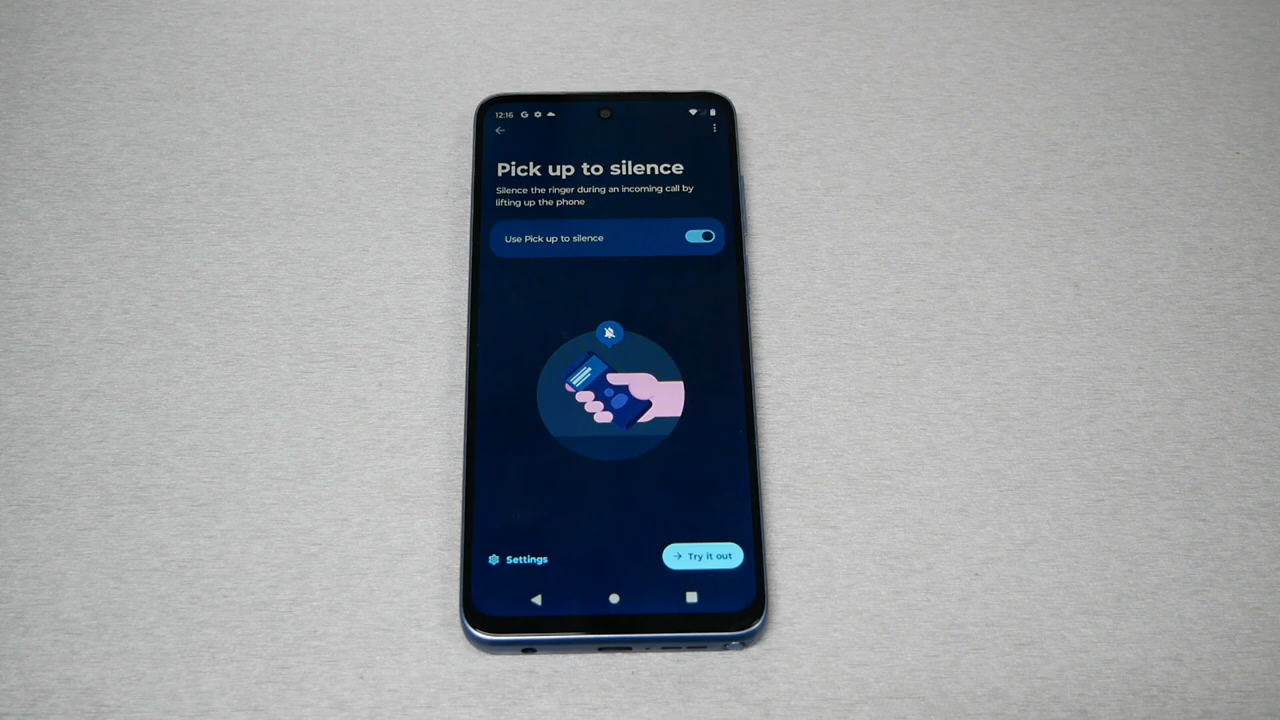 12:16 G
Pick up to silence
Silence the ringer during an incoming call by
lifting up the phone
Use Pick up to silence
Settings
Try it out